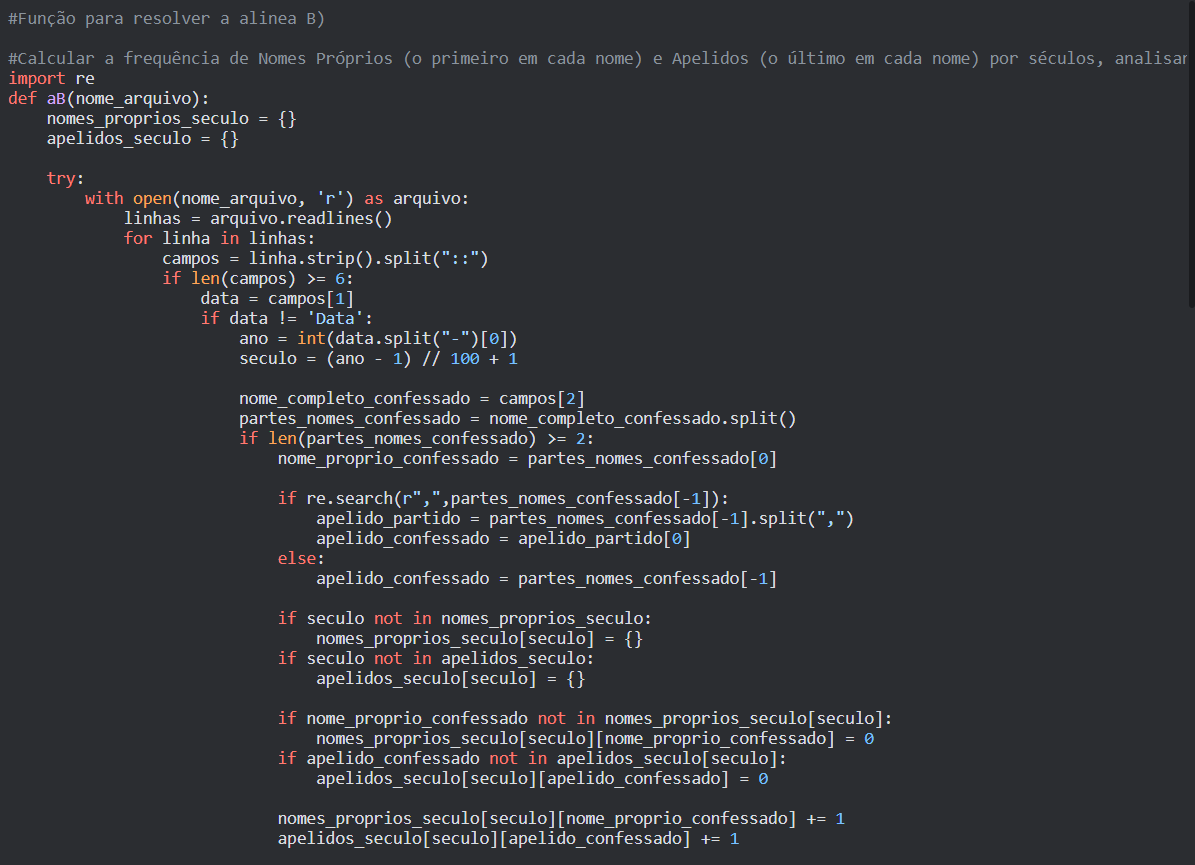 #Função para resolver a alinea B)
#Calcular a frequência de Nomes Próprios (o primeiro em cada nome) e Apelidos (o último em cada nome) por séculos, analisar
import re
def aB(nome_arquivo):
    nomes_proprios_seculo = {}
    apelidos_seculo = {}
    try:
        with open(nome_arquivo, 'r') as arquivo:
            linhas = arquivo.readlines()
            for linha in linhas:
                campos = linha.strip().split("::")
                if len(campos) >= 6:
                    data = campos[1]
                    if data != 'Data':
                        ano = int(data.split("-")[0])
                        seculo = (ano - 1) // 100 + 1
                        nome_completo_confessado = campos[2]
                        partes_nomes_confessado = nome_completo_confessado.split()
                        if len(partes_nomes_confessado) >= 2:
                            nome_proprio_confessado = partes_nomes_confessado[0]
                            if re.search(r",",partes_nomes_confessado[-1]):
                                apelido_partido = partes_nomes_confessado[-1].split(",")
                                apelido_confessado = apelido_partido[0]
                            else:
                                apelido_confessado = partes_nomes_confessado[-1]
                            if seculo not in nomes_proprios_seculo:
                                nomes_proprios_seculo[seculo] = {}
                            if seculo not in apelidos_seculo:
                                apelidos_seculo[seculo] = {}
                            if nome_proprio_confessado not in nomes_proprios_seculo[seculo]:
                                nomes_proprios_seculo[seculo][nome_proprio_confessado] = 0
                            if apelido_confessado not in apelidos_seculo[seculo]:
                                apelidos_seculo[seculo][apelido_confessado] = 0
                            nomes_proprios_seculo[seculo][nome_proprio_confessado] += 1
                            apelidos_seculo[seculo][apelido_confessado] += 1